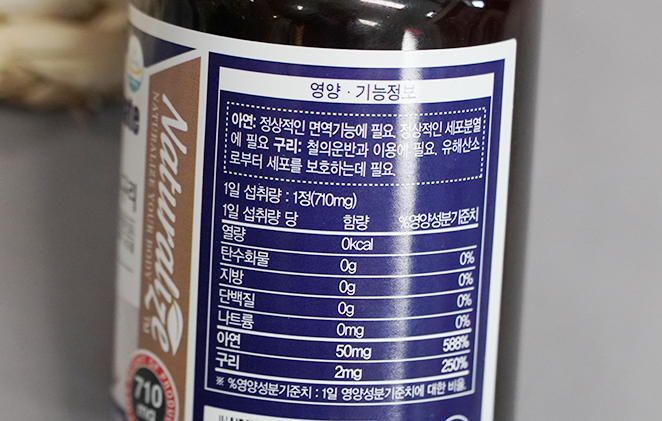 영양 · 기능정보
아연: 정상적인 면역기능에 필요. 정상적인 세포분열
에 필요 구리: 철의운반과 이용에 필요. 유해산소
로부터 세포를 보호하는데 필요.
1일 섭취량 : 1정(710mg)
1일 섭취량 당 함량 %영양성분기준치
열량 0kcal
탄수화물 0g 0%
지방 0g 0%
단백질 0g 0%
나트륨 0mg 0%
아연 50mg 588%
구리 2mg 250%
※ %영양성분기준치 : 1일 영양성분기준치에 대한 비율.
Naturalize
NATURALIZE YOUR BODY
TM
710
mg